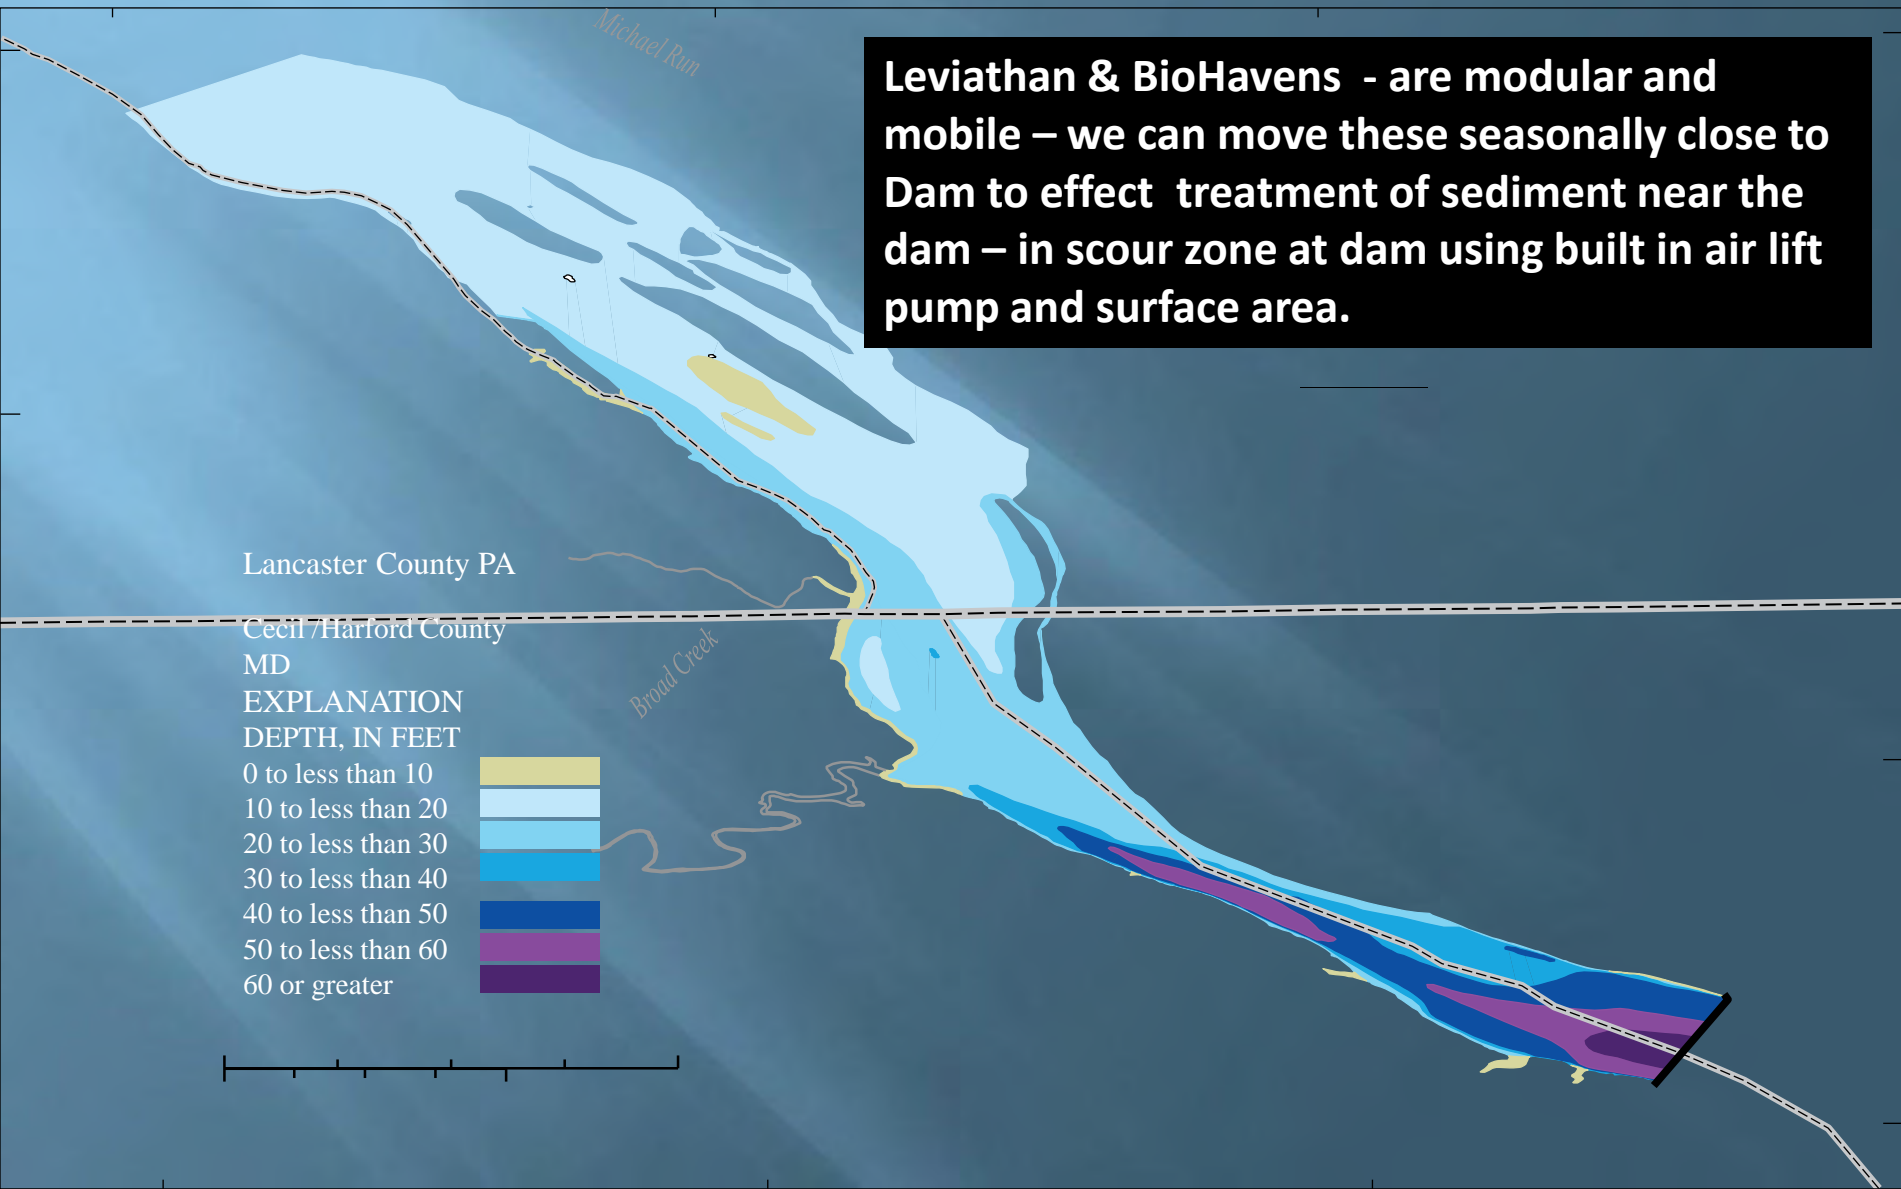 Michael Run
Leviathan & BioHavens - are modular and
mobile – we can move these seasonally close to
Dam to effect treatment of sediment near the
dam – in scour zone at dam using built in air lift
pump and surface area.
Lancaster County PA
Cecil /Harford County
MD
Broad Creek
EXPLANATION
DEPTH, IN FEET
0 to less than 10
10 to less than 20
20 to less than 30
30 to less than 40
40 to less than 50
50 to less than 60
60 or greater